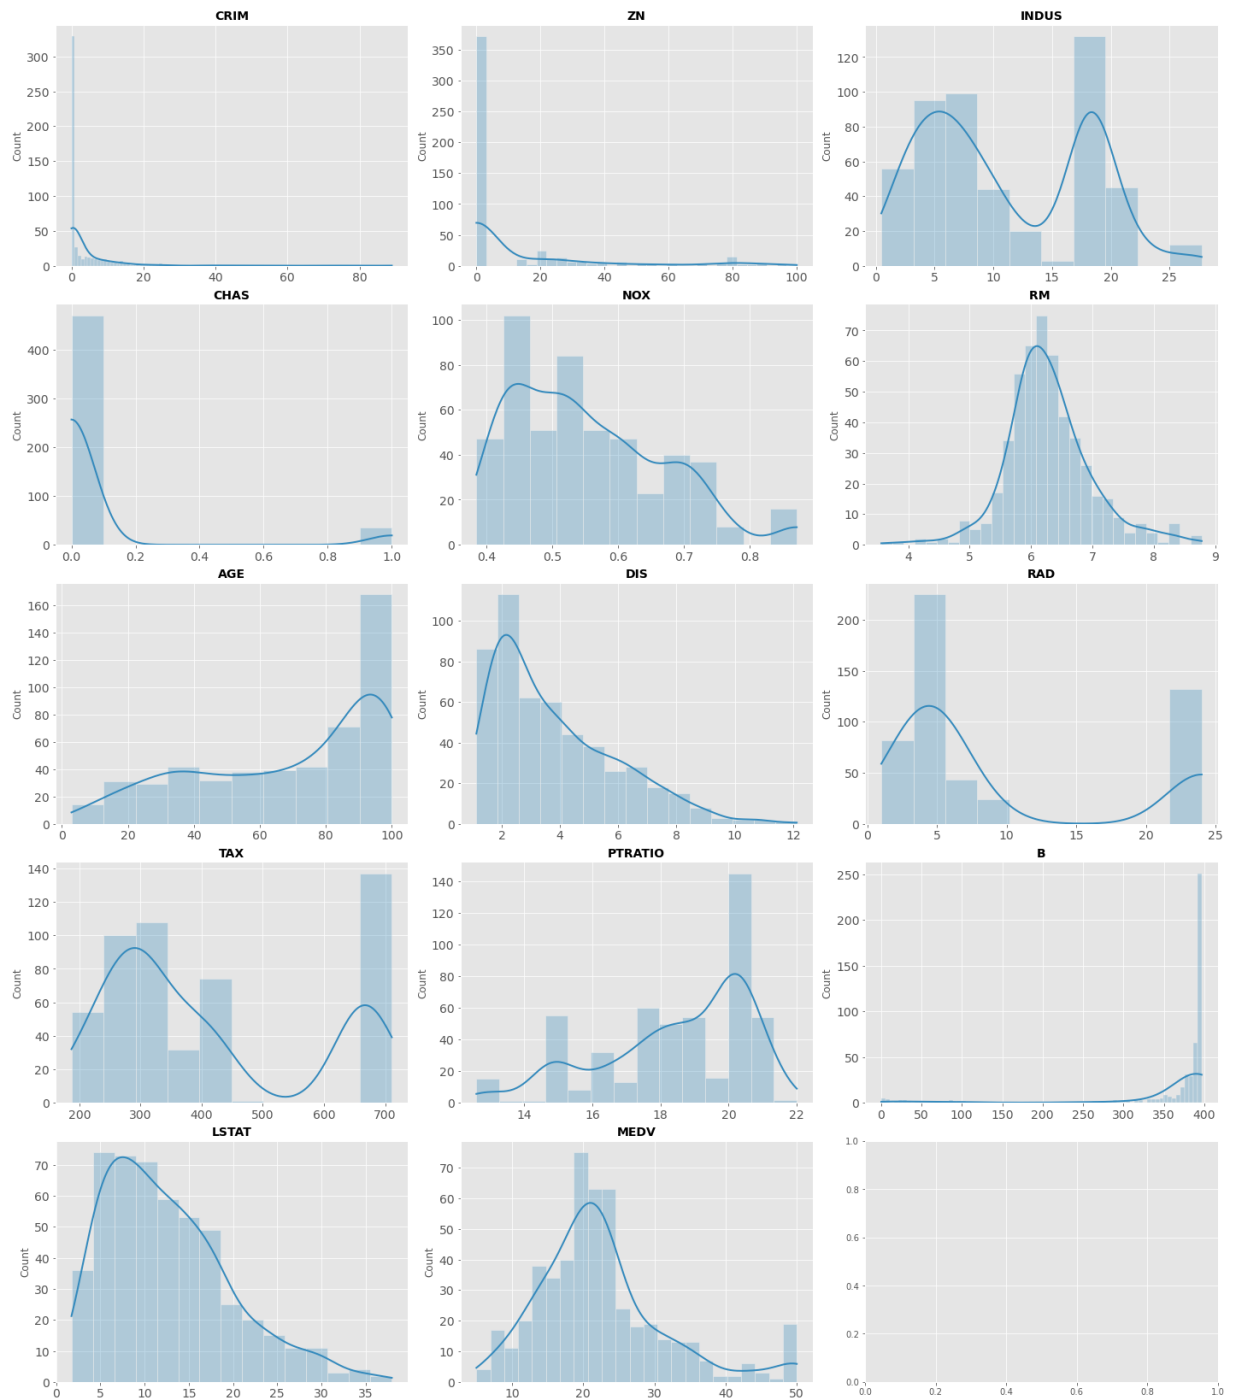 CRIM ZN INDUS
300 250 200 150 100 50 0
Count
0 20 40 60 80
350 300 250 200 150 100 50 0
Count
0 20 40 60 80 100
120 100 80 60 40 20 0
Count
0 5 10 15 20 25
CHAS NOX RM
400 300 200 100 0
Count
0.0 0.2 0.4 0.6 0.8 1.0
100 80 60 40 20 0
Count
0.4 0.5 0.6 0.7 0.8
70 60 50 40 30 20 10 0
Count
4 5 6 7 8 9
AGE DIS RAD
160 140 120 100 80 60 40 20 0
Count
0 20 40 60 80 100
100 80 60 40 20 0
Count
2 4 6 8 10 12
200 150 100 50 0
Count
0 5 10 15 20 25
TAX PTRATIO B
140 120 100 80 60 40 20 0
Count
200 300 400 500 600 700
140 120 100 80 60 40 20 0
Count
14 16 18 20 22
250 200 150 100 50 0
Count
0 50 100 150 200 250 300 350 400
LSTAT MEDV
70 60 50 40 30 20 10 0
Count
0 5 10 15 20 25 30 35
70 60 50 40 30 20 10 0
Count
10 20 30 40 50
1.0 0.8 0.6 0.4 0.2 0.0
0.0 0.2 0.4 0.6 0.8 1.0